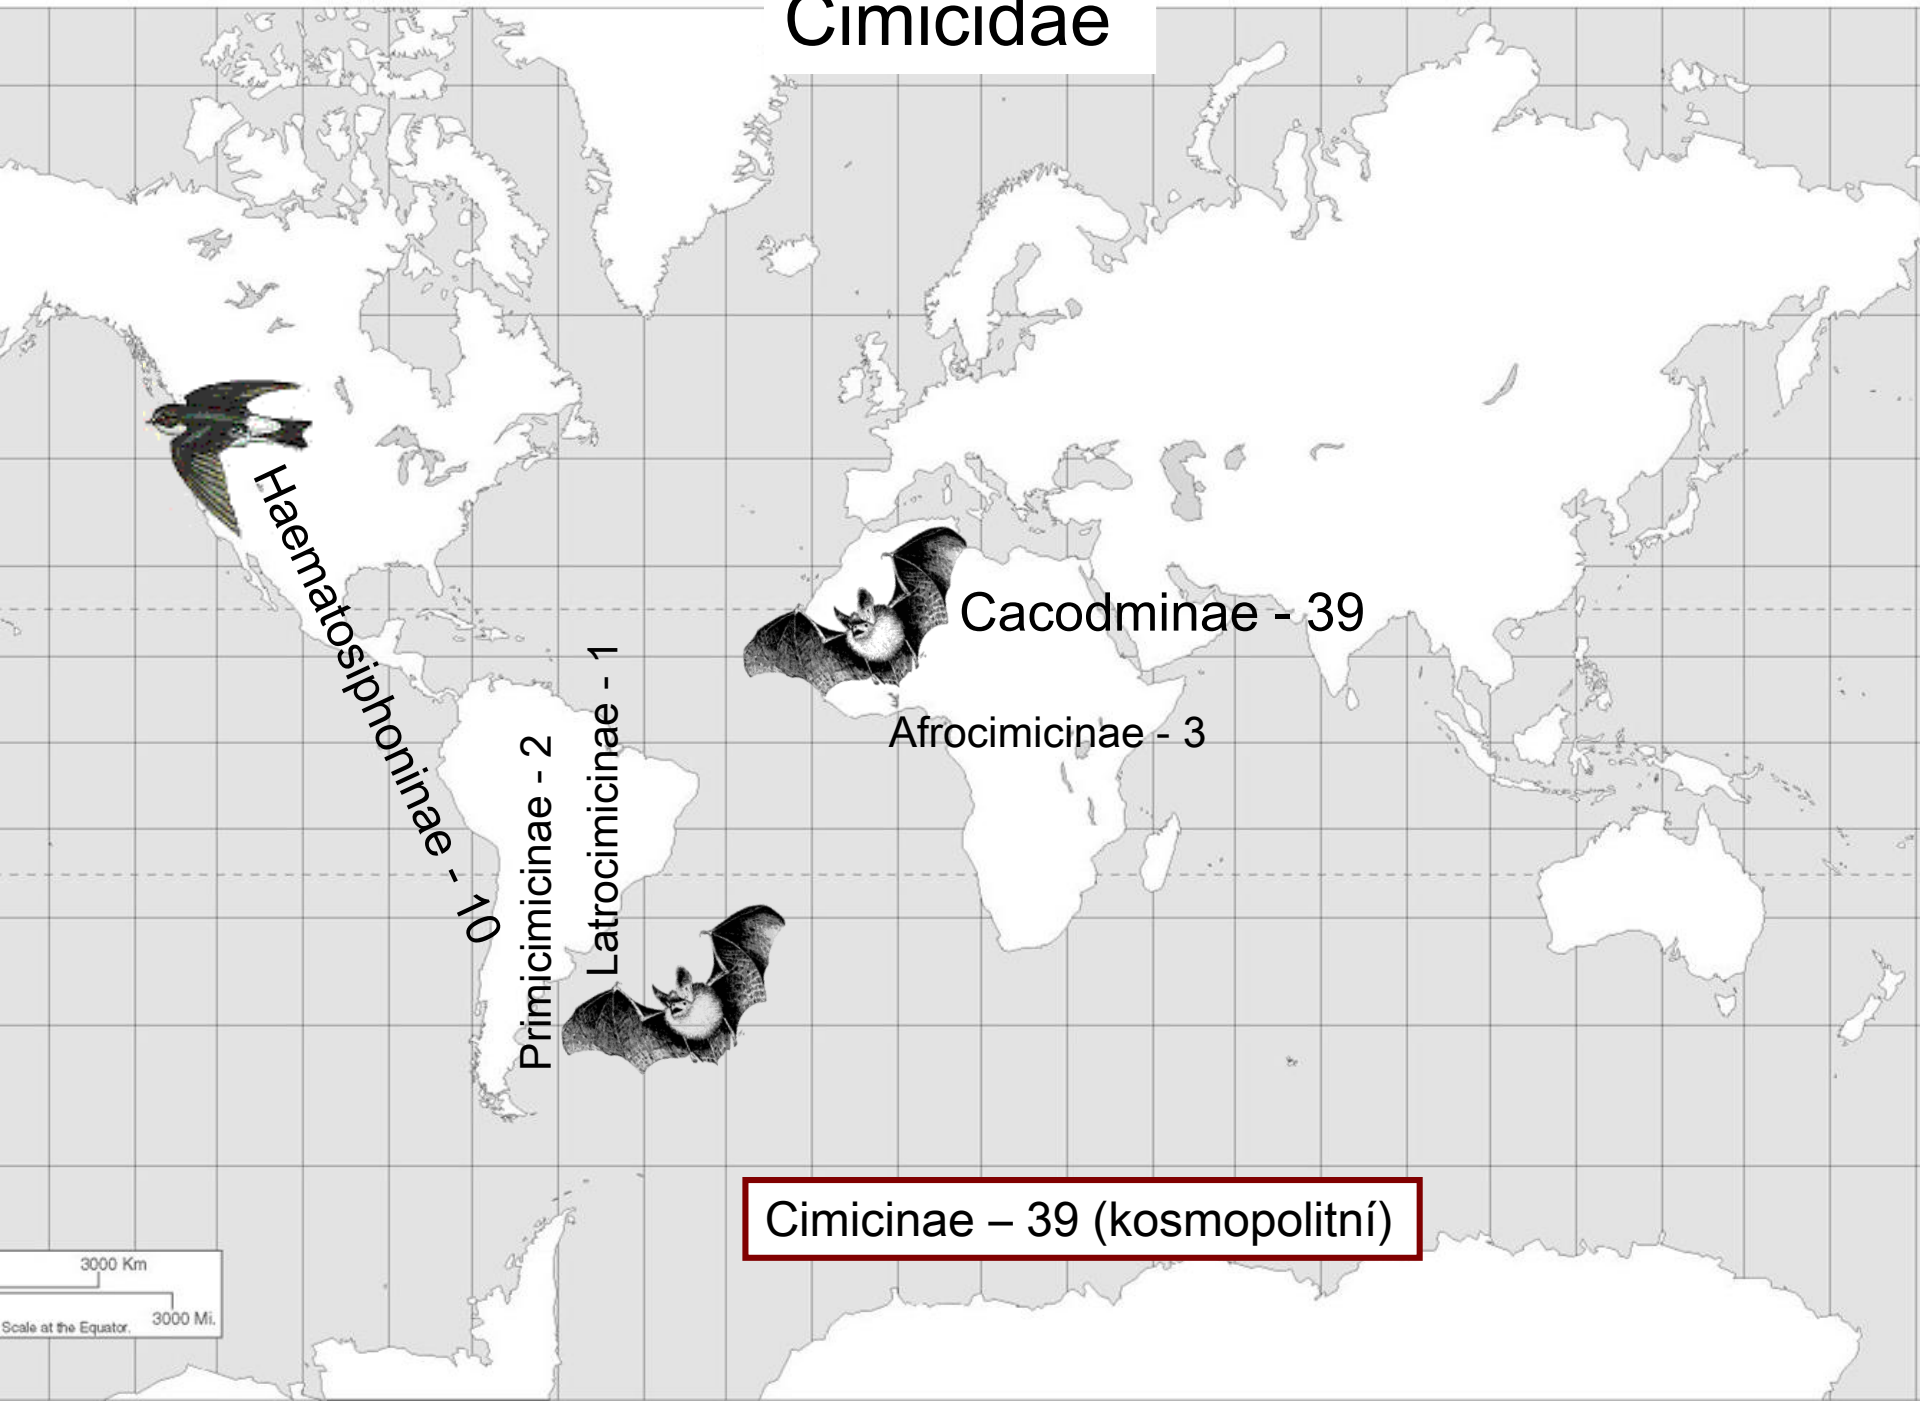 Cimicidae
Haematosiphoninae - 10
Primicimicinae - 2
Latrocimicinae - 1
Cacodminae - 39
Afrocimicinae - 3
Cimicinae – 39 (kosmopolitní)
3000 Km
3000 Mi.
Scale at the Equator.